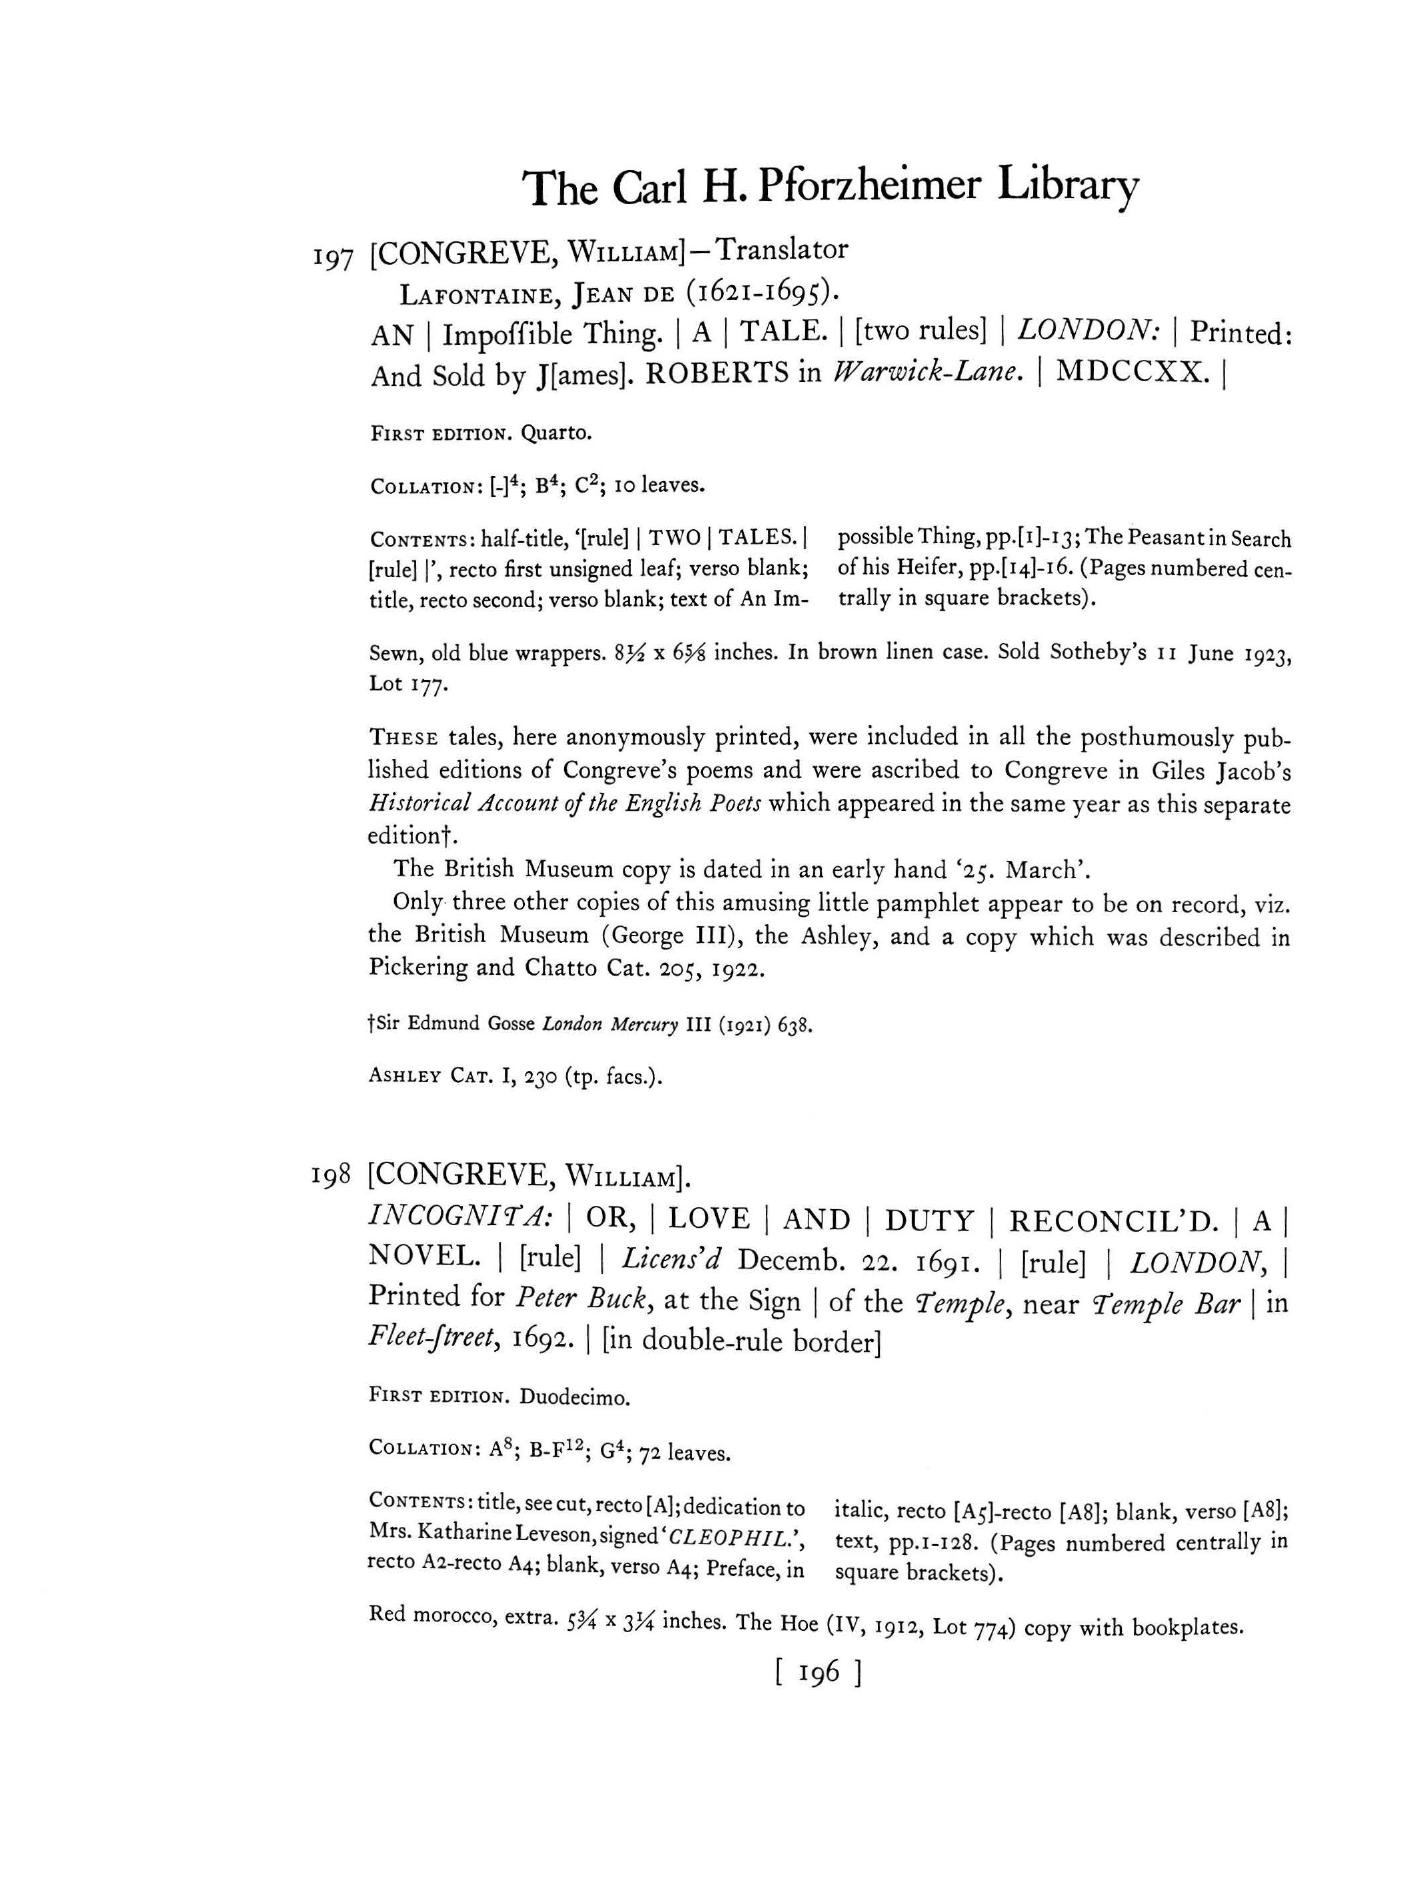 The Carl H. Pforzheimer Library
197 [CONGREVE, WILLIAM]—Translator
LAFONTAINE, JEAN DE (1621-1695).
AN | Impoſſible Thing. | A | TALE. | [two rules] | LONDON: | Printed:
And Sold by J[ames]. ROBERTS in Warwick-Lane. | MDCCXX. |
FIRST EDITION. Quarto.
COLLATION: [-]⁴; B⁴; C²; 10 leaves.
CONTENTS: half-title, ‘[rule] | TWO | TALES. |
[rule] |’, recto first unsigned leaf; verso blank;
title, recto second; verso blank; text of An Im-
possible Thing, pp.[1]-13; The Peasant in Search
of his Heifer, pp.[14]-16. (Pages numbered cen-
trally in square brackets).
Sewn, old blue wrappers. 8½ x 6⅝ inches. In brown linen case. Sold Sotheby’s 11 June 1923,
Lot 177.
THESE tales, here anonymously printed, were included in all the posthumously pub-
lished editions of Congreve’s poems and were ascribed to Congreve in Giles Jacob’s
Historical Account of the English Poets which appeared in the same year as this separate
edition†.
The British Museum copy is dated in an early hand ‘25. March’.
Only three other copies of this amusing little pamphlet appear to be on record, viz.
the British Museum (George III), the Ashley, and a copy which was described in
Pickering and Chatto Cat. 205, 1922.
†Sir Edmund Gosse London Mercury III (1921) 638.
ASHLEY CAT. I, 230 (tp. facs.).
198 [CONGREVE, WILLIAM].
INCOGNITA: | OR, | LOVE | AND | DUTY | RECONCIL’D. | A |
NOVEL. | [rule] | Licens’d Decemb. 22. 1691. | [rule] | LONDON, |
Printed for Peter Buck, at the Sign | of the Temple, near Temple Bar | in
Fleet-ſtreet, 1692. | [in double-rule border]
FIRST EDITION. Duodecimo.
COLLATION: A⁸; B-F¹²; G⁴; 72 leaves.
CONTENTS: title, see cut, recto [A]; dedication to
Mrs. Katharine Leveson, signed ‘CLEOPHIL.’,
recto A2-recto A4; blank, verso A4; Preface, in
italic, recto [A5]-recto [A8]; blank, verso [A8];
text, pp.1-128. (Pages numbered centrally in
square brackets).
Red morocco, extra. 5¾ x 3¼ inches. The Hoe (IV, 1912, Lot 774) copy with bookplates.
[ 196 ]